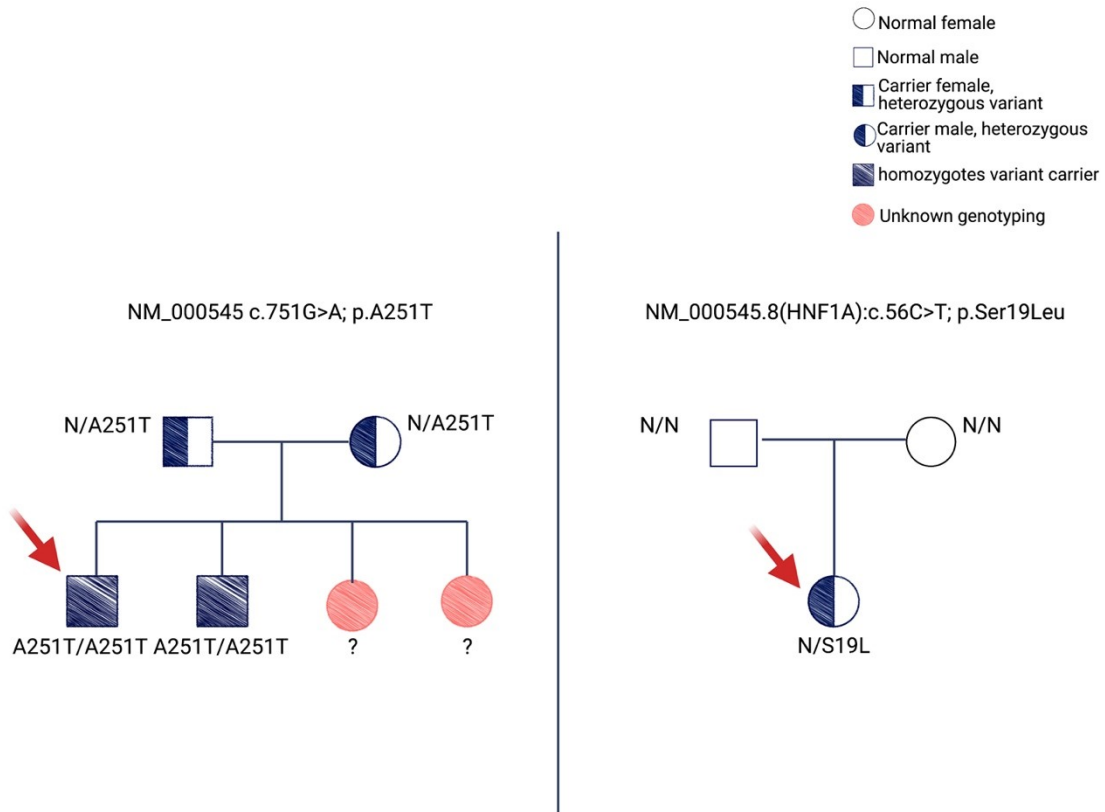 Normal female
Normal male
Carrier female,
heterozygous variant
Carrier male, heterozygous
variant
homozygotes variant carrier
Unknown genotyping
NM_000545 c.751G>A; p.A251T
N/A251T
N/A251T
A251T/A251T
A251T/A251T
?
?
NM_000545.8(HNF1A):c.56C>T; p.Ser19Leu
N/N
N/N
N/S19L